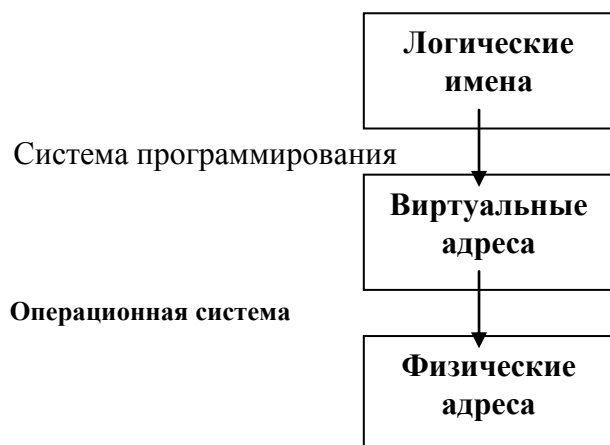 Логические
имена
Система программирования
Виртуальные
адреса
Операционная система
Физические
адреса